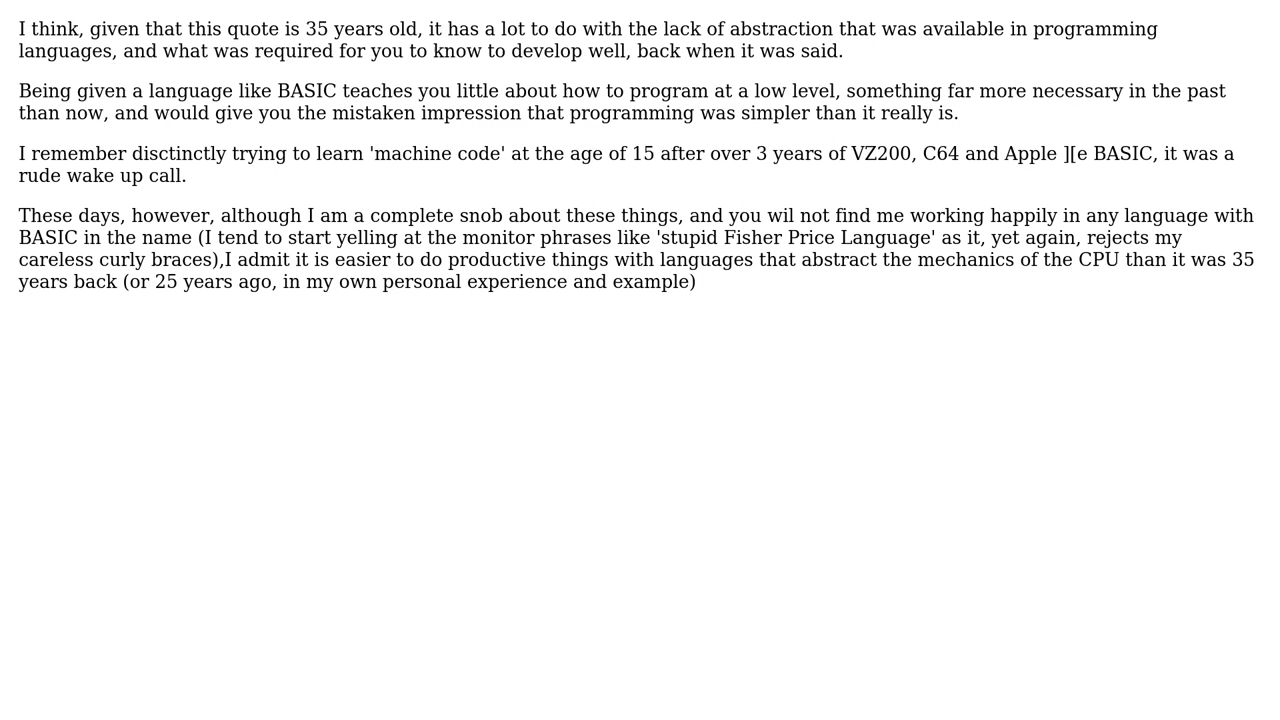 I think, given that this quote is 35 years old, it has a lot to do with the lack of abstraction that was available in programming
languages, and what was required for you to know to develop well, back when it was said.
Being given a language like BASIC teaches you little about how to program at a low level, something far more necessary in the past
than now, and would give you the mistaken impression that programming was simpler than it really is.
I remember disctinctly trying to learn 'machine code' at the age of 15 after over 3 years of VZ200, C64 and Apple ][e BASIC, it was a
rude wake up call.
These days, however, although I am a complete snob about these things, and you wil not find me working happily in any language with
BASIC in the name (I tend to start yelling at the monitor phrases like 'stupid Fisher Price Language' as it, yet again, rejects my
careless curly braces),I admit it is easier to do productive things with languages that abstract the mechanics of the CPU than it was 35
years back (or 25 years ago, in my own personal experience and example)